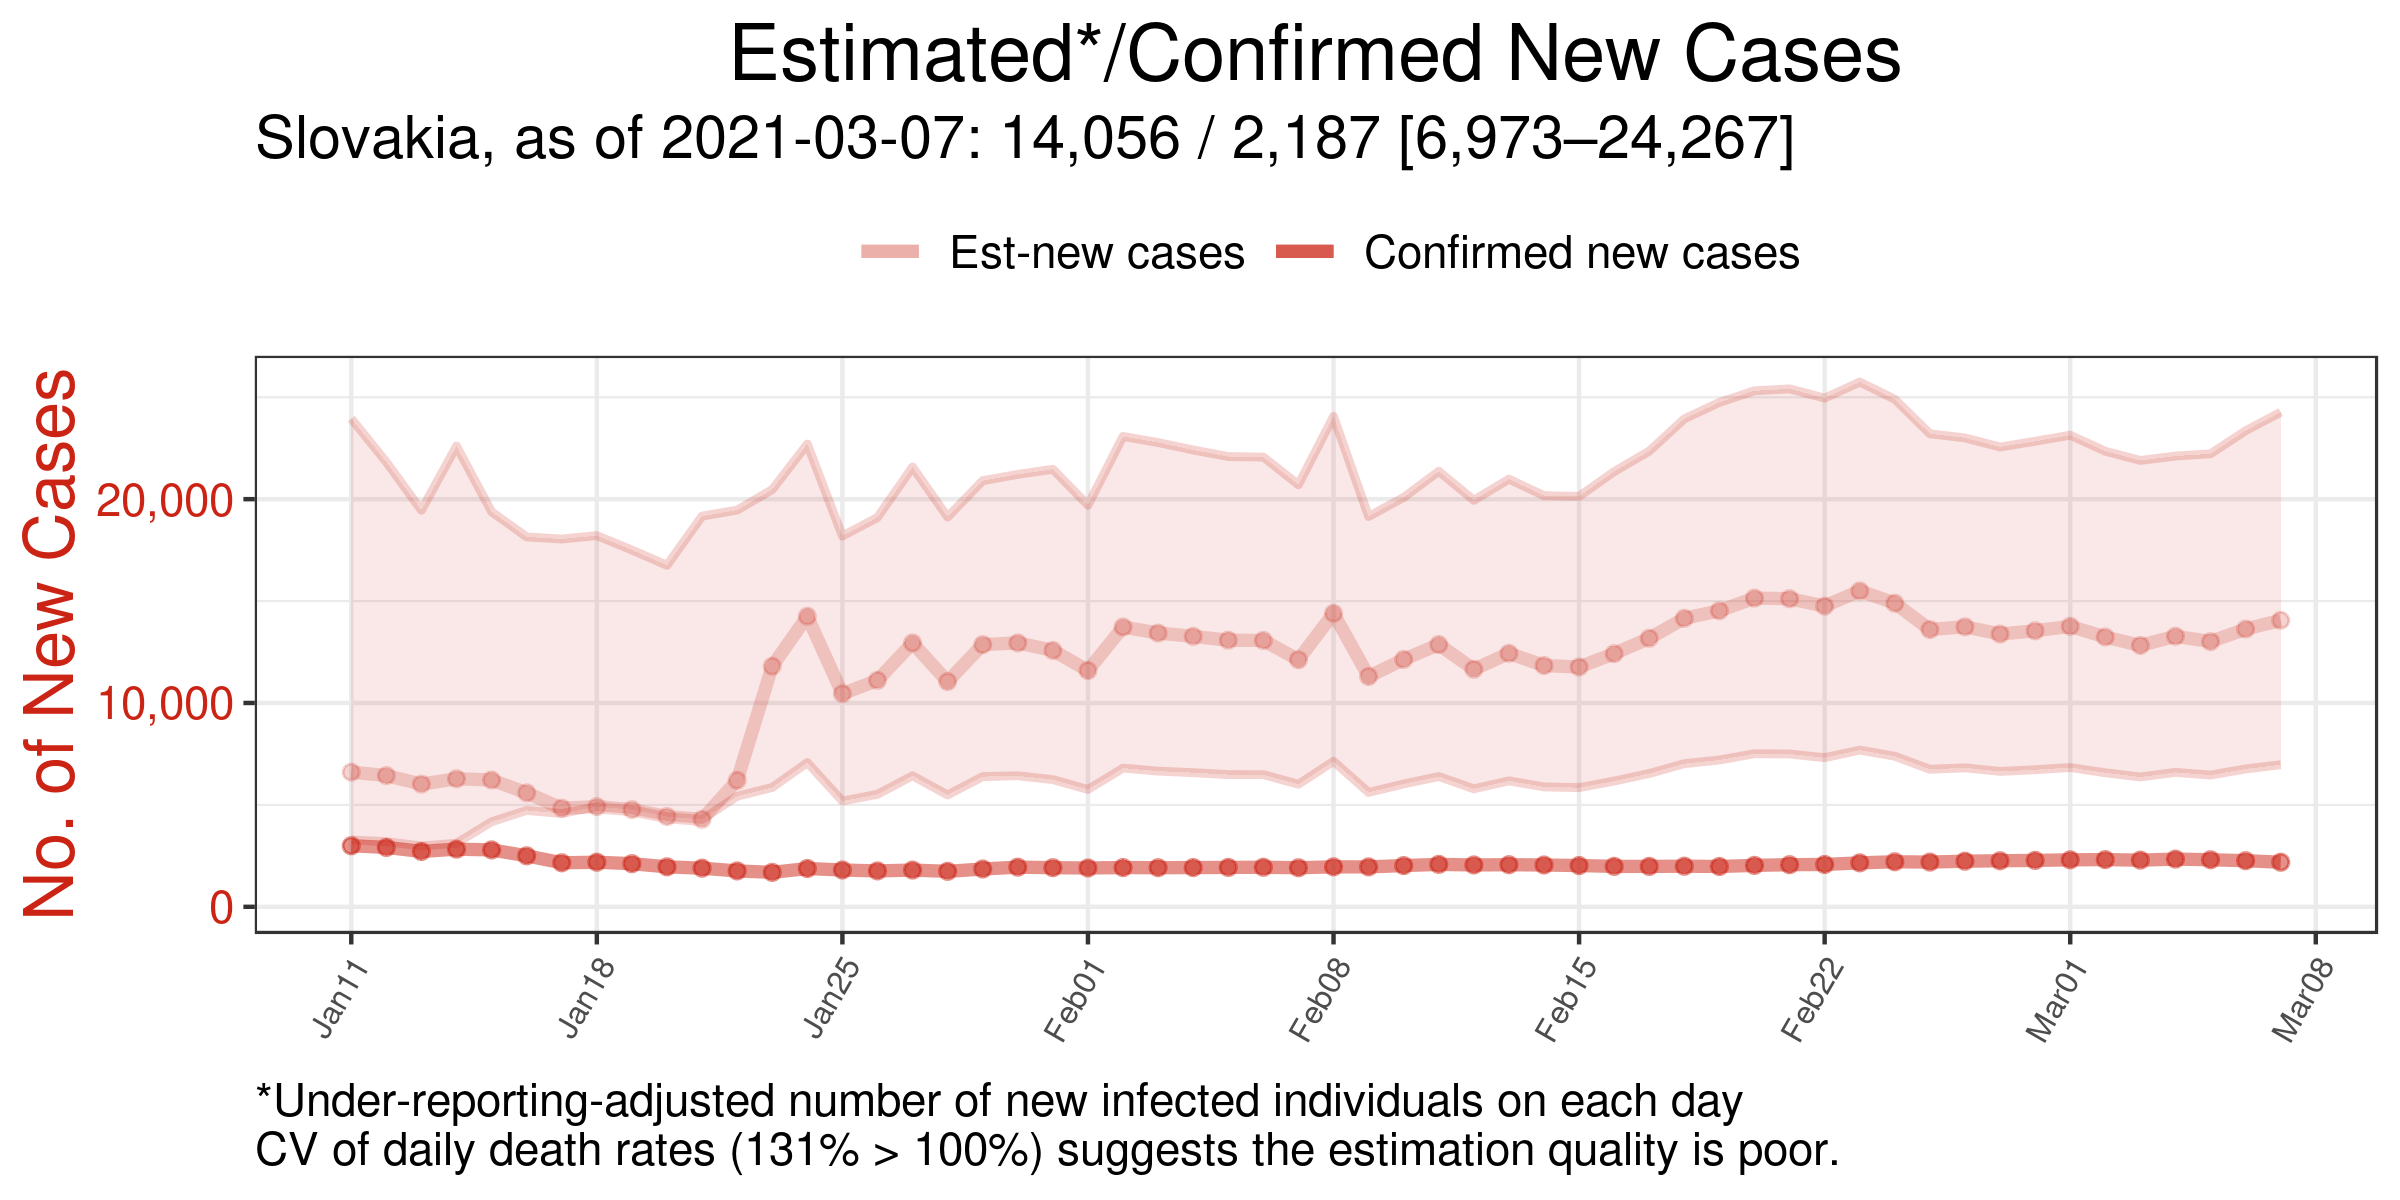 Estimated*/Confirmed New Cases
Slovakia, as of 2021-03-07: 14,056 / 2,187 [6,973–24,267]
Est-new cases
Confirmed new cases
No. of New Cases
20,000
10,000
0
Jan11
Jan18
Jan25
Feb01
Feb08
Feb15
Feb22
Mar01
Mar08
*Under-reporting-adjusted number of new infected individuals on each day
CV of daily death rates (131% > 100%) suggests the estimation quality is poor.